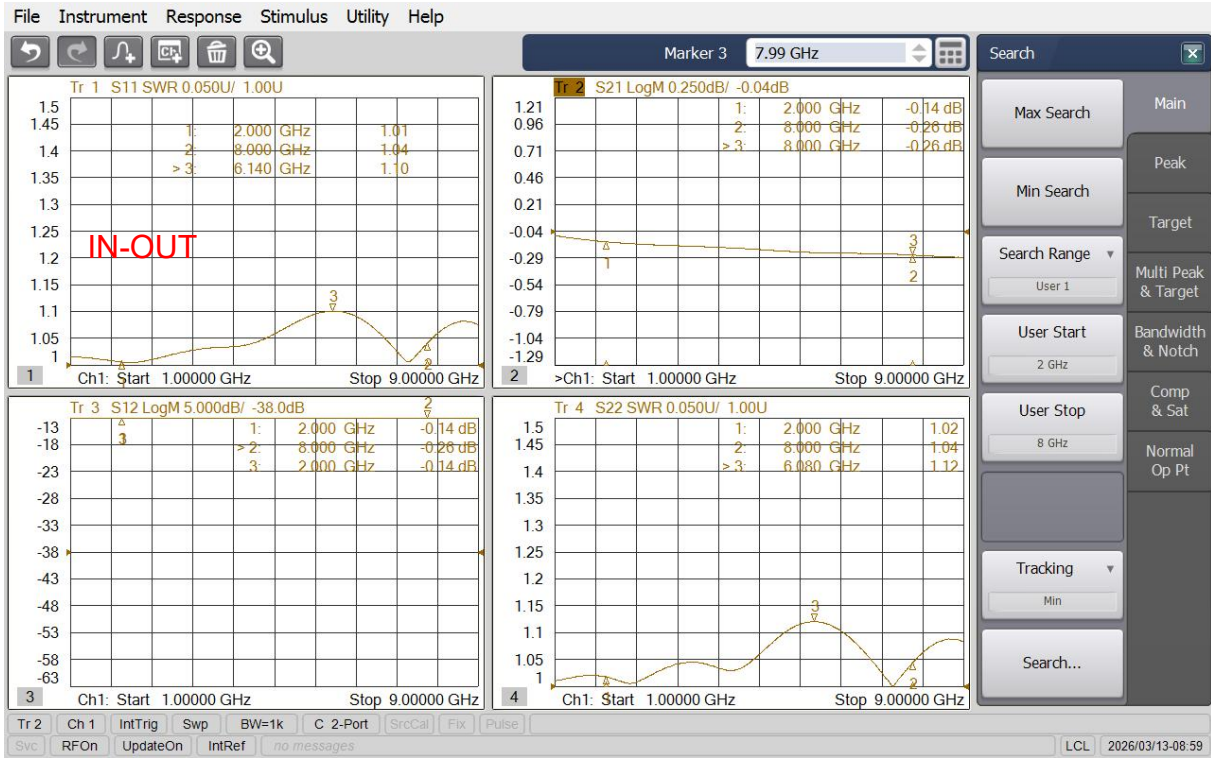 File Instrument Response Stimulus Utility Help
Marker 3 7.99 GHz
Search
Tr 1 S11 SWR 0.050U/ 1.00U
1.5
1.45
1.4
1.35
1.3
1.25
1.2
1.15
1.1
1.05
1
1: 2.000 GHz 1.01
2: 8.000 GHz 1.04
> 3: 6.140 GHz 1.10
IN-OUT
3
2
1 Ch1: Start 1.00000 GHz Stop 9.00000 GHz
Tr 2 S21 LogM 0.250dB/ -0.04dB
1.21
0.96
0.71
0.46
0.21
-0.04
-0.29
-0.54
-0.79
-1.04
-1.29
1: 2.000 GHz -0.14 dB
2: 8.000 GHz -0.26 dB
> 3: 8.000 GHz -0.26 dB
1
3
2
2 >Ch1: Start 1.00000 GHz Stop 9.00000 GHz
Tr 3 S12 LogM 5.000dB/ -38.0dB
-13
-18
-23
-28
-33
-38
-43
-48
-53
-58
-63
1: 2.000 GHz -0.14 dB
> 2: 8.000 GHz -0.26 dB
3: 2.000 GHz -0.14 dB
3
2
3 Ch1: Start 1.00000 GHz Stop 9.00000 GHz
Tr 4 S22 SWR 0.050U/ 1.00U
1.5
1.45
1.4
1.35
1.3
1.25
1.2
1.15
1.1
1.05
1
1: 2.000 GHz 1.02
2: 8.000 GHz 1.04
> 3: 6.080 GHz 1.12
3
2
4 Ch1: Start 1.00000 GHz Stop 9.00000 GHz
Max Search
Min Search
Search Range
User 1
User Start
2 GHz
User Stop
8 GHz
Tracking
Min
Search...
Main
Peak
Target
Multi Peak
& Target
Bandwidth
& Notch
Comp
& Sat
Normal
Op Pt
Tr 2 Ch 1 IntTrig Swp BW=1k C 2-Port SrcCal Fix Pulse
Svc RFOn UpdateOn IntRef no messages LCL 2026/03/13-08:59